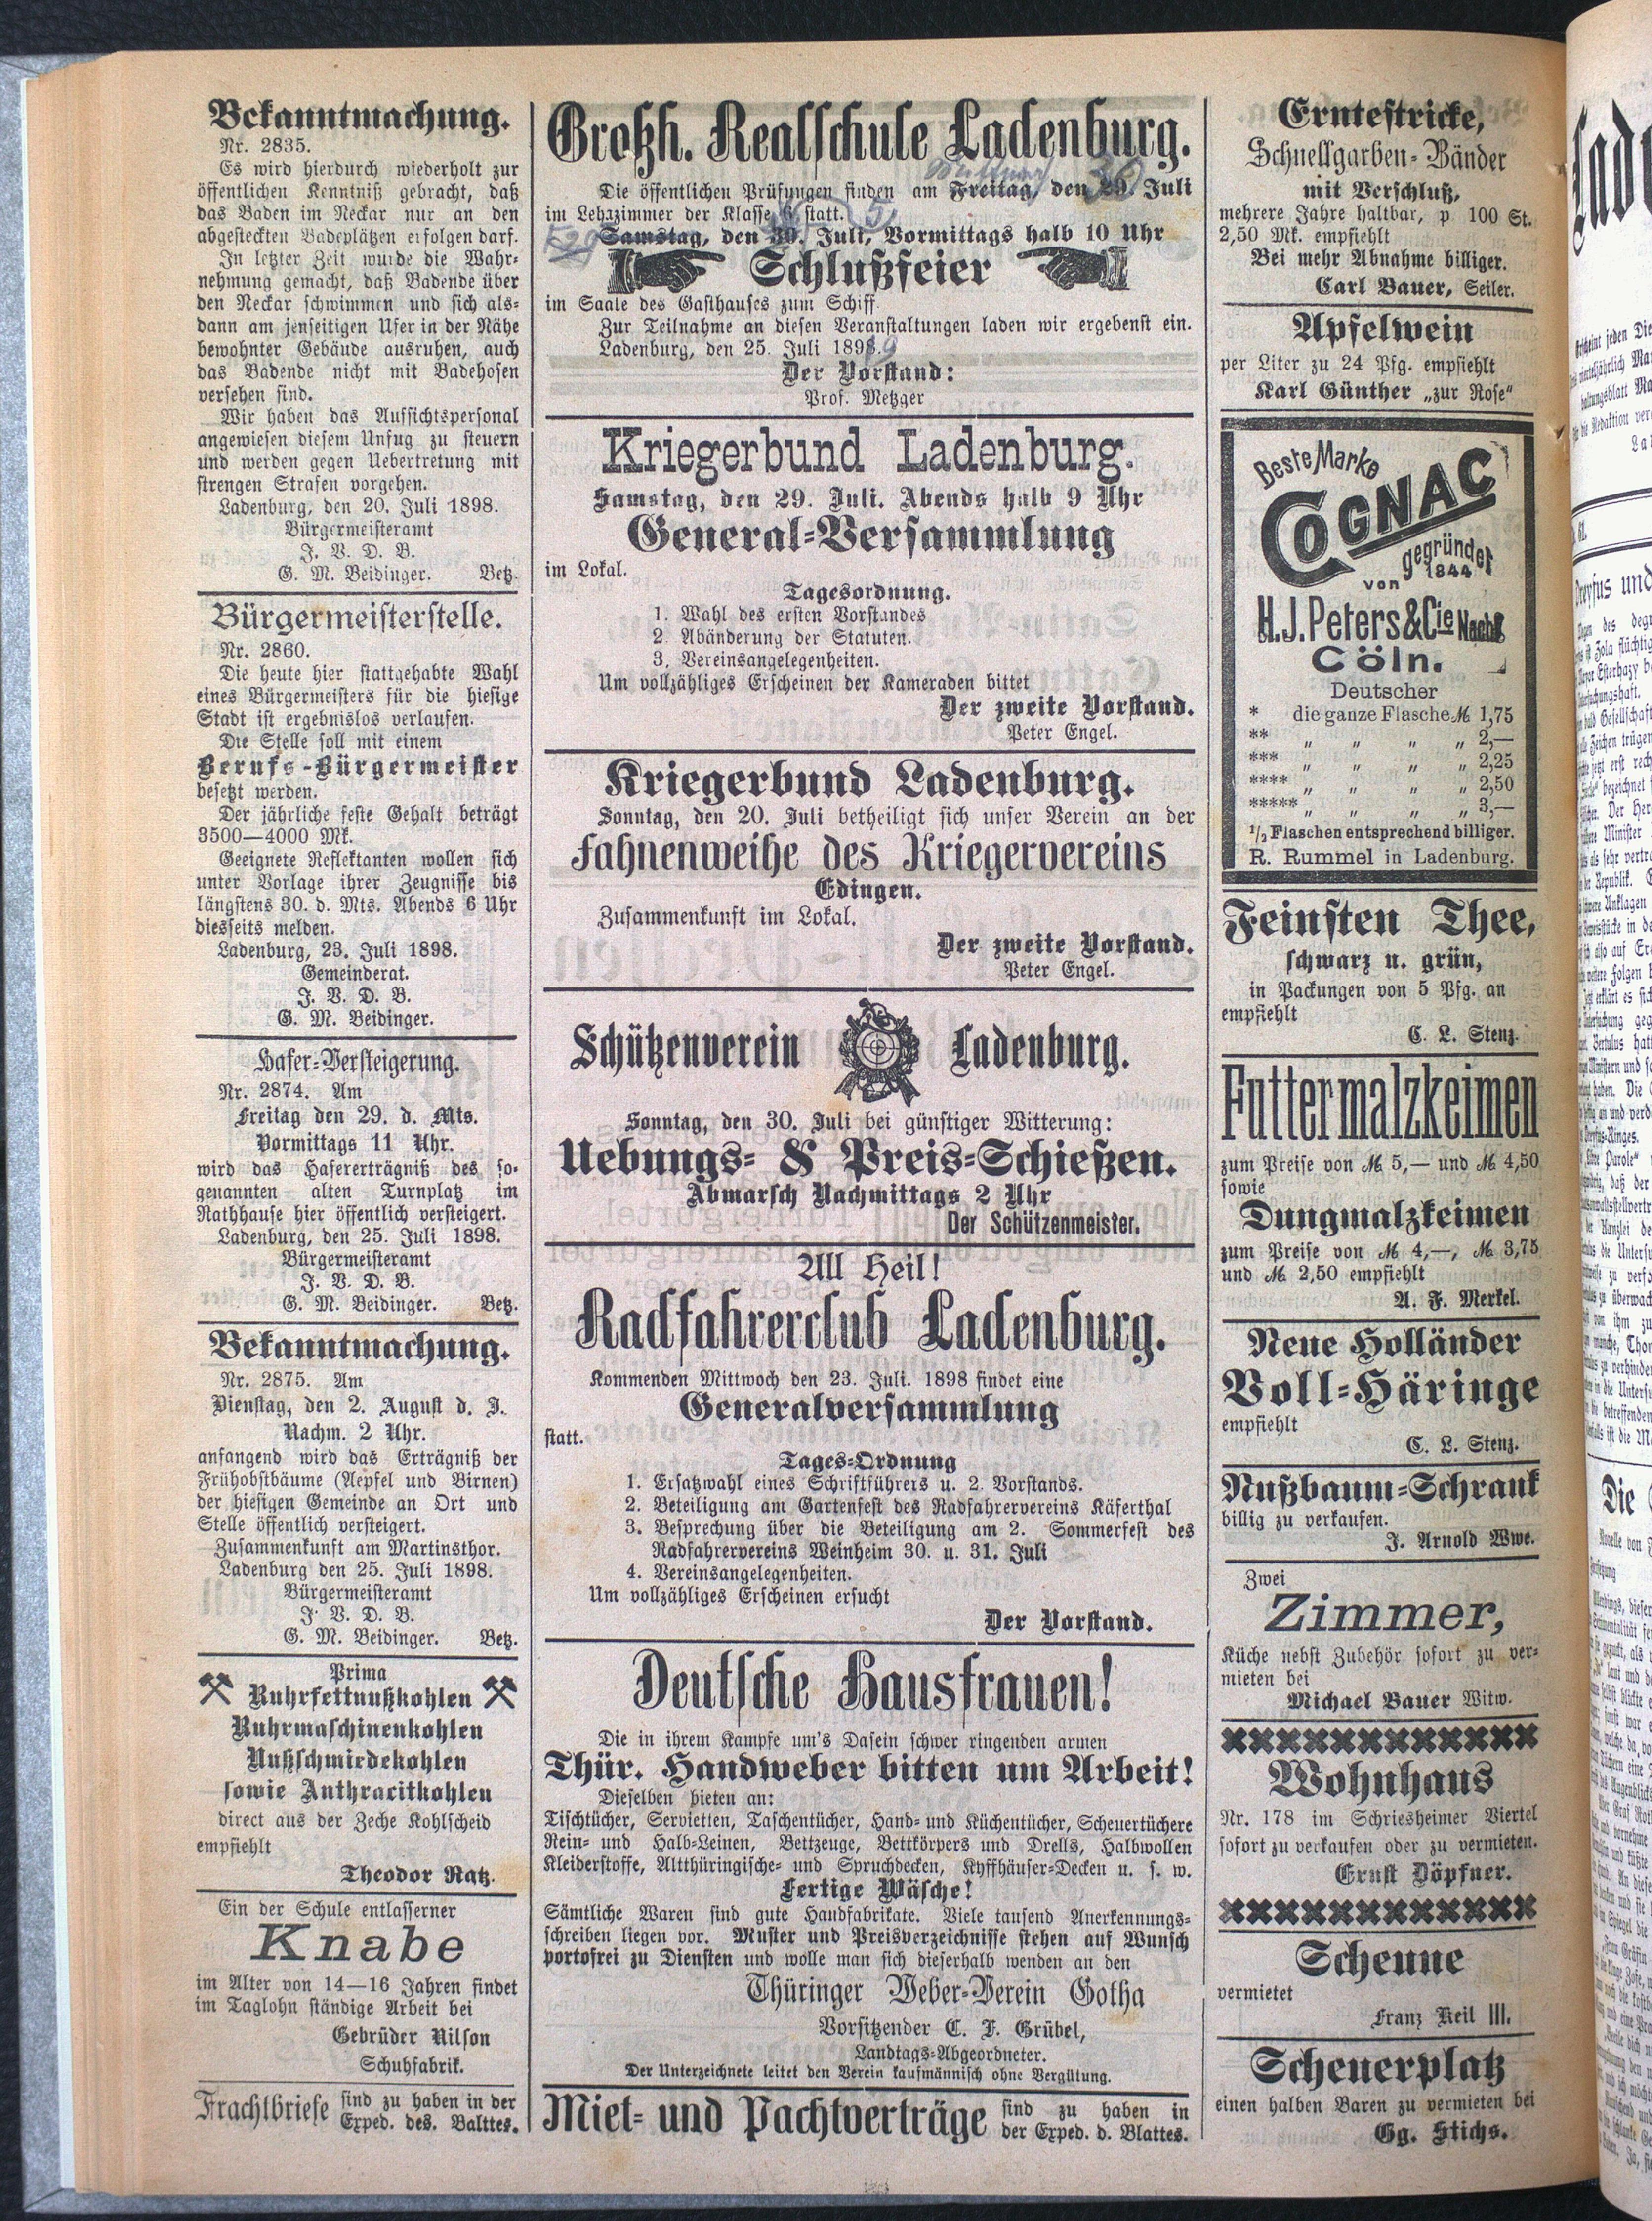 Bekanntmachung.
Nr. 2835.
Es wird hierdurch wiederholt zur
öffentlichen Kenntniß gebracht, daß
das Baden im Neckar nur an den
abgesteckten Badeplätzen erfolgen darf.
In letzter Zeit wurde die Wahr-
nehmung gemacht, daß Badende über
den Neckar schwimmen und sich als-
dann am jenseitigen Ufer in der Nähe
bewohnter Gebäude ausruhen, auch
das Badende nicht mit Badehosen
versehen sind.
Wir haben das Aufsichtspersonal
angewiesen diesem Unfug zu steuern
und werden gegen Uebertretung mit
strengen Strafen vorgehen.
Ladenburg, den 20. Juli 1898.
Bürgermeisteramt
J. V. D. B.
G. M. Beidinger. Betz.
Bürgermeisterstelle.
Nr. 2860.
Die heute hier stattgehabte Wahl
eines Bürgermeisters für die hiesige
Stadt ist ergebnislos verlaufen.
Die Stelle soll mit einem
Berufs-Bürgermeister
besetzt werden.
Der jährliche feste Gehalt beträgt
3500—4000 Mk.
Geeignete Reflektanten wollen sich
unter Vorlage ihrer Zeugnisse bis
längstens 30. d. Mts. Abends 6 Uhr
diesseits melden.
Ladenburg, 23. Juli 1898.
Gemeinderat.
J. V. D. B.
G. M. Beidinger.
Hafer-Versteigerung.
Nr. 2874. Am
Freitag den 29. d. Mts.
Vormittags 11 Uhr.
wird das Hafererträgniß des so-
genannten alten Turnplatz im
Rathhause hier öffentlich versteigert.
Ladenburg, den 25. Juli 1898.
Bürgermeisteramt
J. V. D. B.
G. M. Beidinger. Betz.
Bekanntmachung.
Nr. 2875. Am
Dienstag, den 2. August d. J.
Nachm. 2 Uhr.
anfangend wird das Erträgniß der
Frühobstbäume (Aepfel und Birnen)
der hiesigen Gemeinde an Ort und
Stelle öffentlich versteigert.
Zusammenkunft am Martinsthor.
Ladenburg den 25. Juli 1898.
Bürgermeisteramt
J. V. D. B.
G. M. Beidinger. Betz.
Prima
Ruhrfettnußkohlen
Ruhrmaschinenkohlen
Nußschmiedekohlen
sowie Anthracitkohlen
direct aus der Zeche Kohlscheid
empfiehlt
Theodor Ratz.
Ein der Schule entlasserner
Knabe
im Alter von 14—16 Jahren findet
im Taglohn ständige Arbeit bei
Gebrüder Nilson
Schuhfabrik.
Frachtbriefe sind zu haben in der
Exped. des. Balttes.
Großh. Realschule Ladenburg.
Die öffentlichen Prüfungen finden am Freitag, den 29. Juli
im Lehrzimmer der Klasse 6 statt.
Samstag, den 30. Juli, Vormittags halb 10 Uhr
Schlußfeier
im Saale des Gasthauses zum Schiff.
Zur Teilnahme an diesen Veranstaltungen laden wir ergebenst ein.
Ladenburg, den 25. Juli 1898.
Der Vorstand:
Prof. Metzger
Kriegerbund Ladenburg.
Samstag, den 29. Juli. Abends halb 9 Uhr
General-Versammlung
im Lokal.
Tagesordnung.
1. Wahl des ersten Vorstandes
2. Abänderung der Statuten.
3. Vereinsangelegenheiten.
Um vollzähliges Erscheinen der Kameraden bittet
Der zweite Vorstand.
Peter Engel.
Kriegerbund Ladenburg.
Sonntag, den 20. Juli betheiligt sich unser Verein an der
Fahnenweihe des Kriegervereins
Edingen.
Zusammenkunft im Lokal.
Der zweite Vorstand.
Peter Engel.
Schützenverein Ladenburg.
Sonntag, den 30. Juli bei günstiger Witterung:
Uebungs- & Preis-Schießen.
Abmarsch Nachmittags 2 Uhr
Der Schützenmeister.
All Heil!
Radfahrerclub Ladenburg.
Kommenden Mittwoch den 23. Juli. 1898 findet eine
Generalversammlung
statt.
Tages-Ordnung
1. Ersatzwahl eines Schriftführers u. 2. Vorstands.
2. Beteiligung am Gartenfest des Radfahrervereins Käferthal
3. Besprechung über die Beteiligung am 2. Sommerfest des
Radfahrervereins Weinheim 30. u. 31. Juli
4. Vereinsangelegenheiten.
Um vollzähliges Erscheinen ersucht
Der Vorstand.
Deutsche Hausfrauen!
Die in ihrem Kampfe um's Dasein schwer ringenden armen
Thür. Handweber bitten um Arbeit!
Dieselben bieten an:
Tischtücher, Servietten, Taschentücher, Hand- und Küchentücher, Scheuertüchere
Rein- und Halb-Leinen, Bettzeuge, Bettkörpers und Drells, Halbwollen
Kleiderstoffe, Altthüringische- und Spruchdecken, Kyffhäuser-Decken u. s. w.
Fertige Wäsche!
Sämtliche Waren sind gute Handfabrikate. Viele tausend Anerkennungs-
schreiben liegen vor. Muster und Preisverzeichnisse stehen auf Wunsch
portofrei zu Diensten und wolle man sich dieserhalb wenden an den
Thüringer Weber-Verein Gotha
Vorsitzender C. F. Grübel,
Landtags-Abgeordneter.
Der Unterzeichnete leitet den Verein kaufmännisch ohne Vergütung.
Miet- und Pachtverträge sind zu haben in
der Exped. d. Blattes.
Erntestricke,
Schnellgarben-Bänder
mit Verschluß,
mehrere Jahre haltbar, p 100 St.
2,50 Mk. empfiehlt
Bei mehr Abnahme billiger.
Carl Bauer, Seiler.
Apfelwein
per Liter zu 24 Pfg. empfiehlt
Karl Günther „zur Rose“
Beste Marke
COGNAC
gegründet
1844
von
H. J. Peters & Cie Nachf.
Cöln.
Deutscher
* die ganze Flasche M 1,75
** „ „ „ „ 2,—
*** „ „ „ „ 2,25
**** „ „ „ „ 2,50
***** „ „ „ „ 3,—
1/2 Flaschen entsprechend billiger.
R. Rummel in Ladenburg.
Feinsten Thee,
schwarz u. grün,
in Packungen von 5 Pfg. an
empfiehlt
C. L. Stenz.
Futtermalzkeimen
zum Preise von M 5,— und M 4,50
sowie
Dungmalzkeimen
zum Preise von M 4,—, M 3,75
und M 2,50 empfiehlt
A. F. Merkel.
Neue Holländer
Voll-Häringe
empfiehlt
C. L. Stenz.
Nußbaum-Schrank
billig zu verkaufen.
J. Arnold Wwe.
Zwei
Zimmer,
Küche nebst Zubehör sofort zu ver-
mieten bei
Michael Bauer Witw.
Wohnhaus
Nr. 178 im Schriesheimer Viertel
sofort zu verkaufen oder zu vermieten.
Ernst Döpfner.
Scheune
vermietet
Franz Keil III.
Scheuerplatz
einen halben Baren zu vermieten bei
Gg. Stichs.